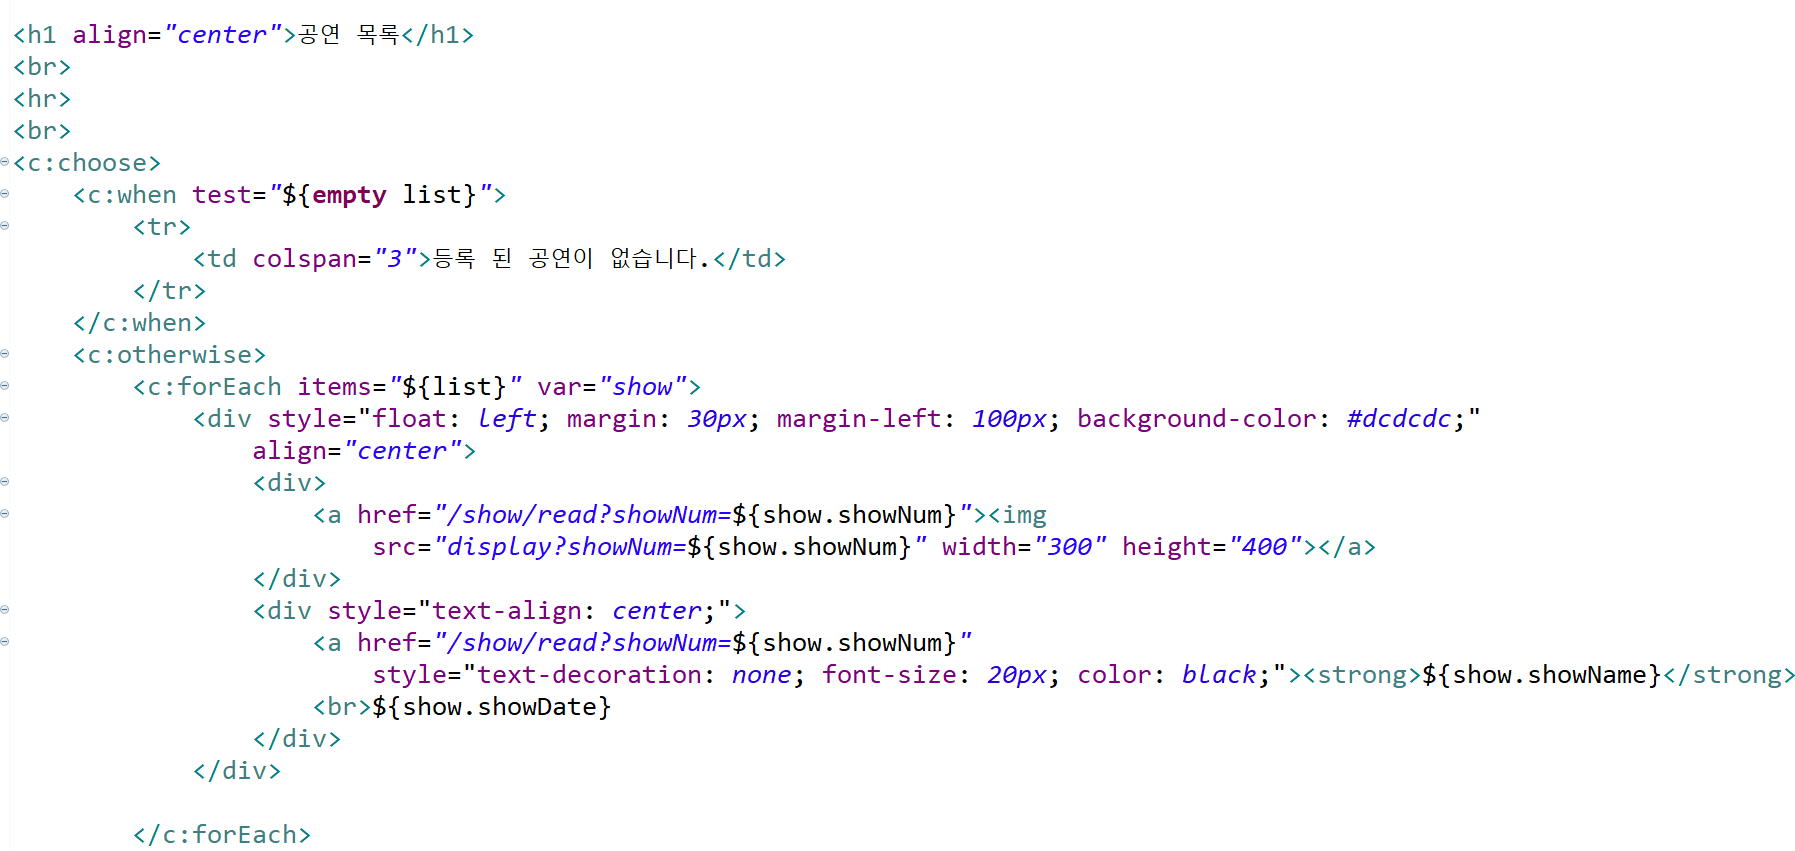 <h1 align="center">공연 목록</h1>
<br>
<hr>
<br>
<c:choose>
    <c:when test="${empty list}">
        <tr>
            <td colspan="3">등록 된 공연이 없습니다.</td>
        </tr>
    </c:when>
    <c:otherwise>
        <c:forEach items="${list}" var="show">
            <div style="float: left; margin: 30px; margin-left: 100px; background-color: #dcdcdc;"
                align="center">
                <div>
                    <a href="/show/read?showNum=${show.showNum}"><img
                        src="display?showNum=${show.showNum}" width="300" height="400"></a>
                </div>
                <div style="text-align: center;">
                    <a href="/show/read?showNum=${show.showNum}"
                        style="text-decoration: none; font-size: 20px; color: black;"><strong>${show.showName}</strong>
                    <br>${show.showDate}
                </div>
            </div>

        </c:forEach>